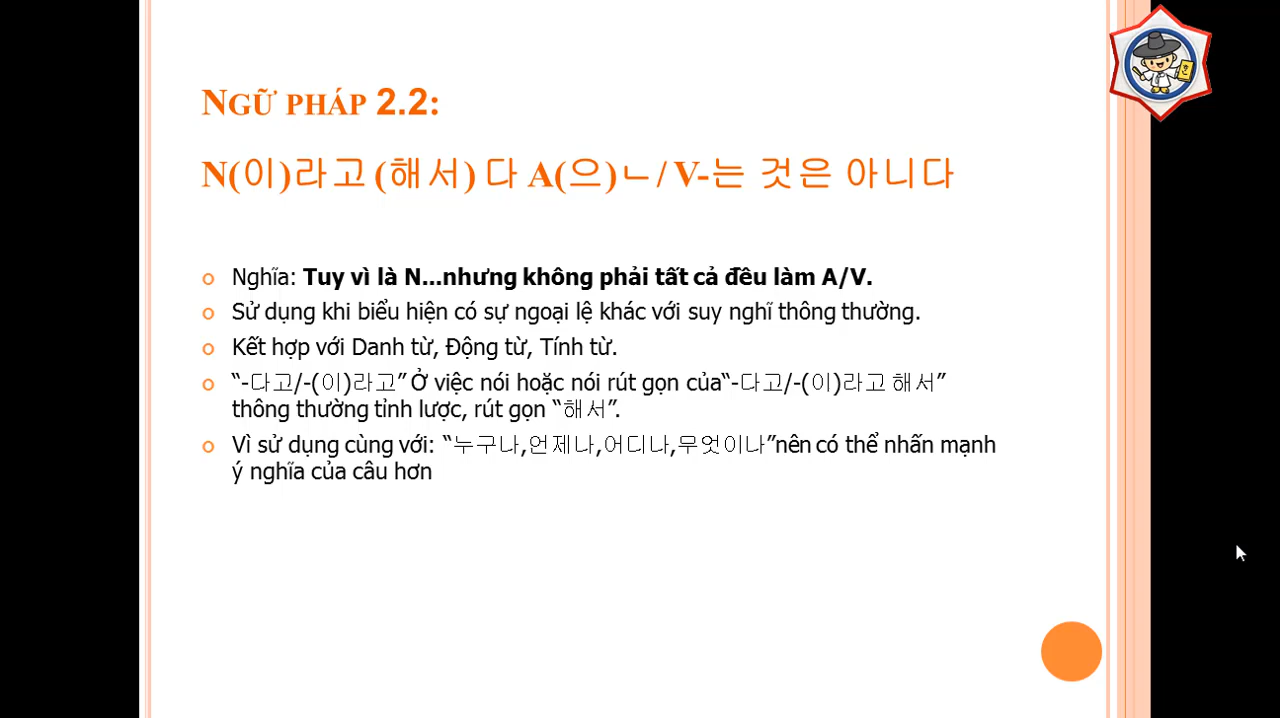 NGỮ PHÁP 2.2:
N(이)라고 (해서) 다 A(으)ㄴ/ V-는 것은 아니다
Nghĩa: Tuy vì là N...nhưng không phải tất cả đều làm A/V.
Sử dụng khi biểu hiện có sự ngoại lệ khác với suy nghĩ thông thường.
Kết hợp với Danh từ, Động từ, Tính từ.
“-다고/-(이)라고” Ở việc nói hoặc nói rút gọn của“-다고/-(이)라고 해서”
thông thường tỉnh lược, rút gọn “해서”.
Vì sử dụng cùng với: “누구나,언제나,어디나,무엇이나”nên có thể nhấn mạnh
ý nghĩa của câu hơn